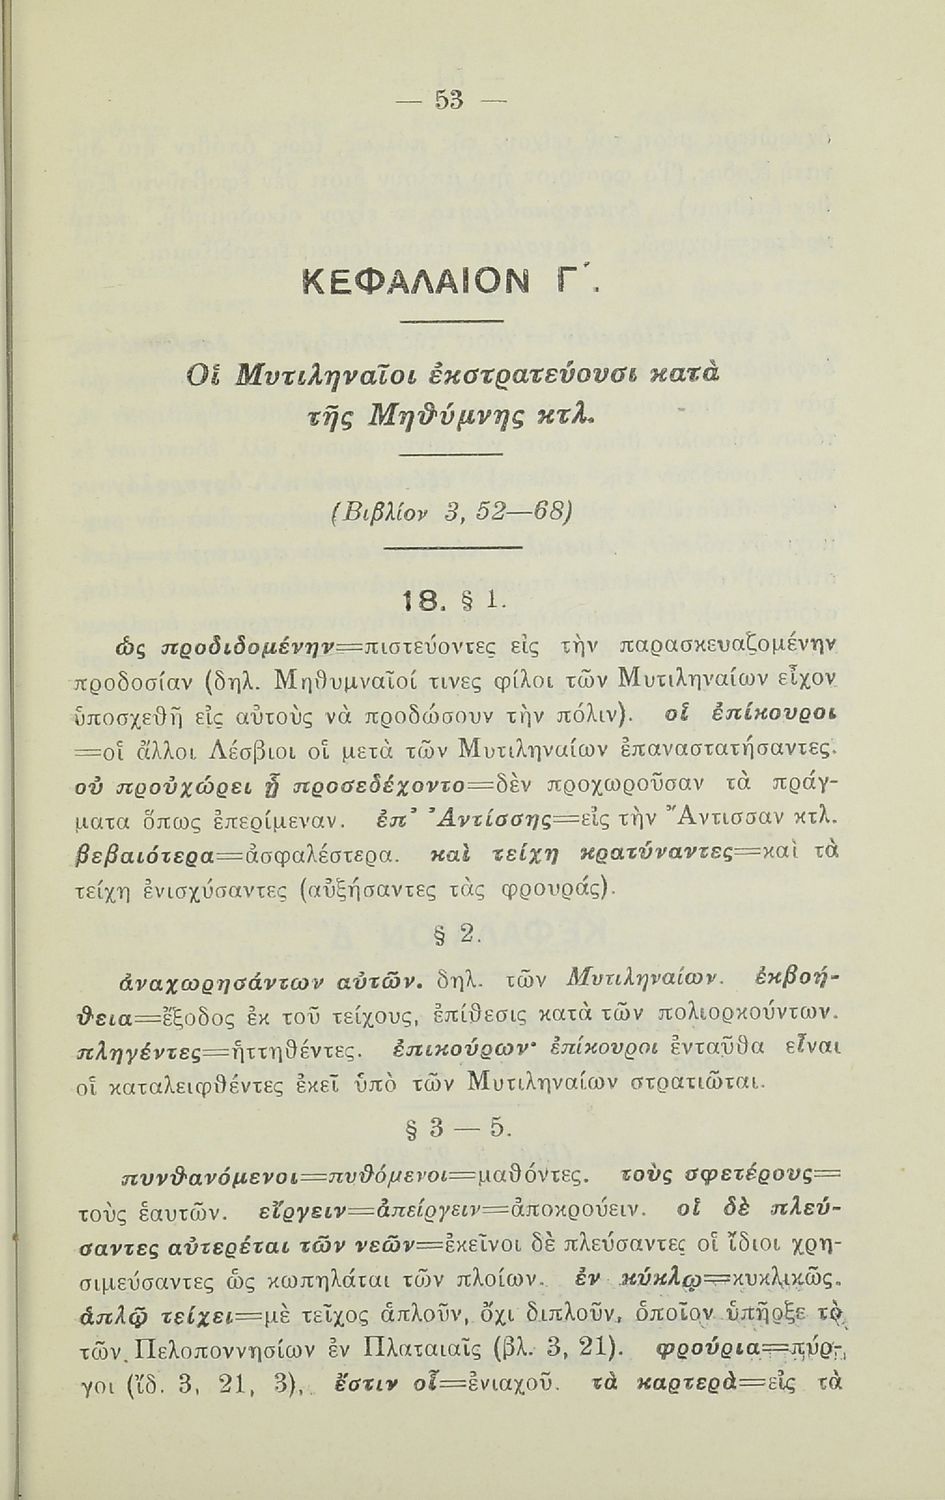 — 53 —
ΚΕΦΑΛΑΙΟΝ Γ΄.
Οἱ Μυτιληναῖοι ἐκστρατεύουσι κατὰ
τῆς Μηθύμνης κτλ.
(Βιβλίον 3, 52—68)
18. § 1.
ὡς προδιδομένην=πιστεύοντες εἰς τὴν παρασκευαζομένην
προδοσίαν (δηλ. Μηθυμναῖοί τινες φίλοι τῶν Μυτιληναίων εἶχον
ὑποσχεθῆ εἰς αὐτοὺς νὰ προδώσουν τὴν πόλιν). οἱ ἐπίκουροι
=οἱ ἄλλοι Λέσβιοι οἱ μετὰ τῶν Μυτιληναίων ἐπαναστατήσαντες.
οὐ προὐχώρει ᾗ προσεδέχοντο=δὲν προχωροῦσαν τὰ πράγ-
ματα ὅπως ἐπερίμεναν. ἐπ᾿ Ἀντίσσης=εἰς τὴν Ἄντισσαν κτλ.
βεβαιότερα=ἀσφαλέστερα. καὶ τείχη κρατύναντες=καὶ τὰ
τείχη ἐνισχύσαντες (αὐξήσαντες τὰς φρουράς).
§ 2.
ἀναχωρησάντων αὐτῶν. δηλ. τῶν Μυτιληναίων. ἐκβοή-
θεια=ἔξοδος ἐκ τοῦ τείχους, ἐπίθεσις κατὰ τῶν πολιορκούντων.
πληγέντες=ἡττηθέντες. ἐπικούρων· ἐπίκουροι ἐνταῦθα εἶναι
οἱ καταλειφθέντες ἐκεῖ ὑπὸ τῶν Μυτιληναίων στρατιῶται.
§ 3 — 5.
πυνθανόμενοι=πυθόμενοι=μαθόντες. τοὺς σφετέρους=
τοὺς ἑαυτῶν. εἴργειν=ἀπείργειν=ἀποκρούειν. οἱ δὲ πλεύ-
σαντες αὐτερέται τῶν νεῶν=ἐκεῖνοι δὲ πλεύσαντες οἱ ἴδιοι χρη-
σιμεύσαντες ὡς κωπηλάται τῶν πλοίων. ἐν κύκλῳ=κυκλικῶς.
ἁπλῷ τείχει=μὲ τεῖχος ἁπλοῦν, ὄχι διπλοῦν, ὁποῖον ὑπῆρξε τὸ
τῶν Πελοποννησίων ἐν Πλαταιαῖς (βλ. 3, 21). φρούρια=πύρ-
γοι (ἴδ. 3, 21, 3), ἔστιν οἷ=ἐνιαχοῦ. τὰ καρτερὰ=εἰς τὰ